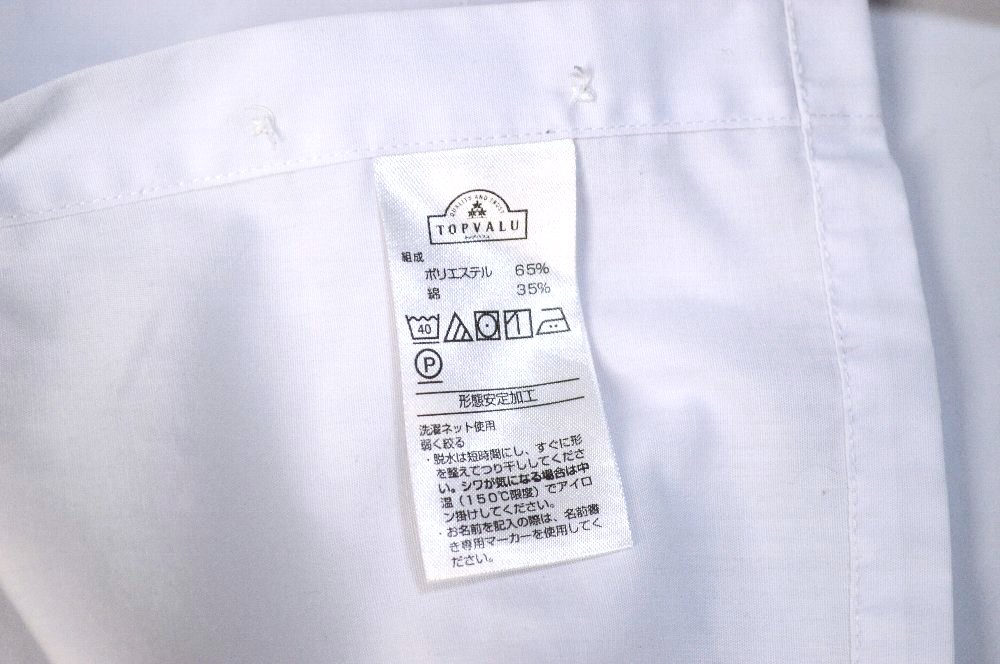 QUALITY AND TRUST
TOPVALU
トップバリュ
組成
ポリエステル 65%
綿 35%
40
P
形態安定加工
洗濯ネット使用
弱く絞る
・脱水は短時間にし、すぐに形
を整えてつり干ししてくださ
い。シワが気になる場合は中
温（150℃限度）でアイロ
ン掛けしてください。
・お名前を記入の際は、名前書
き専用マーカーを使用してく
ださい。